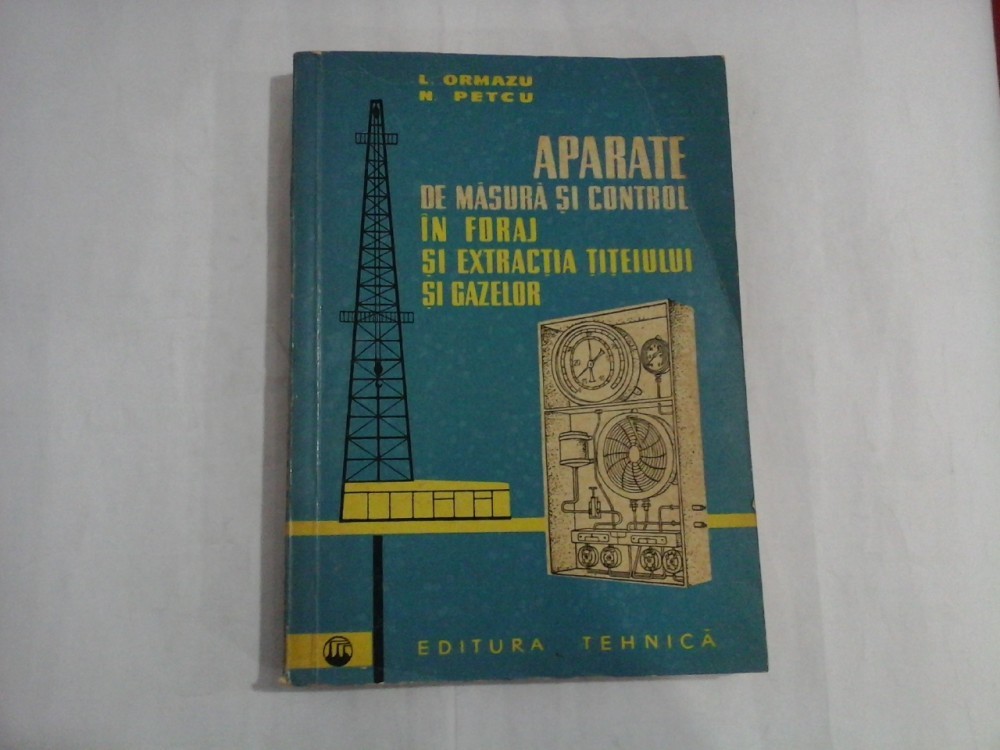 L. ORMAZU
N. PETCU
APARATE
DE MĂSURĂ ȘI CONTROL
ÎN FORAJ
ȘI EXTRACȚIA ȚIȚEIULUI
ȘI GAZELOR
EDITURA TEHNICĂ